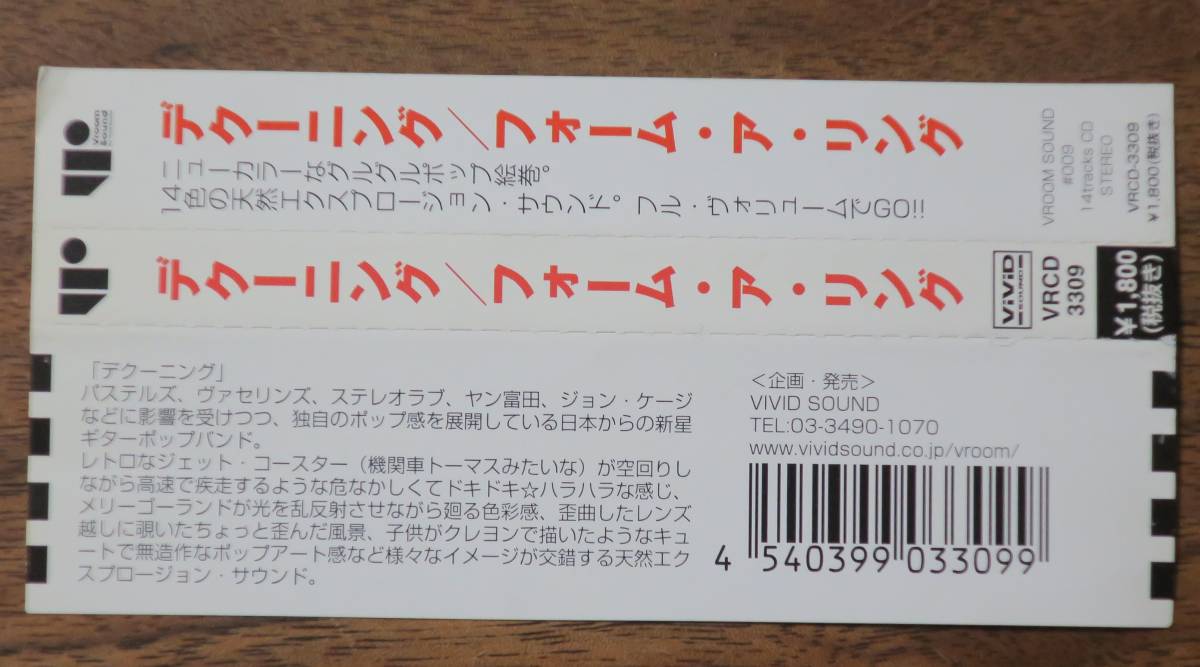 Vroom
Sound
デクーニング/フォーム・ア・リング
ニューカラーなグルグルポップ絵巻。
14色の天然エクスプロージョン・サウンド。フル・ヴォリュームでGO!!
VROOM SOUND
#009
14tracks CD
STEREO
VRCD-3309
¥1,800(税抜き)
デクーニング/フォーム・ア・リング
ViViD
SOUND
VRCD
3309
¥1,800
(税抜き)
「デクーニング」
パステルズ、ヴァセリンズ、ステレオラブ、ヤン富田、ジョン・ケージ
などに影響を受けつつ、独自のポップ感を展開している日本からの新星
ギターポップバンド。
レトロなジェット・コースター（機関車トーマスみたいな）が空回りし
ながら高速で疾走するような危なかしくてドキドキ☆ハラハラな感じ、
メリーゴーランドが光を乱反射させながら廻る色彩感、歪曲したレンズ
越しに覗いたちょっと歪んだ風景、子供がクレヨンで描いたようなキュ
ートで無造作なポップアート感など様々なイメージが交錯する天然エク
スプロージョン・サウンド。
＜企画・発売＞
VIVID SOUND
TEL:03-3490-1070
www.vividsound.co.jp/vroom/
4 540399 033099